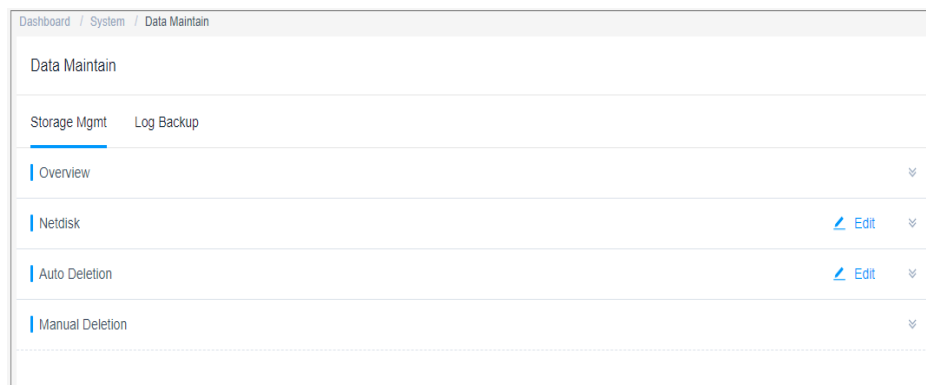 Dashboard / System / Data Maintain
Data Maintain
Storage Mgmt Log Backup
Overview
Netdisk Edit
Auto Deletion Edit
Manual Deletion